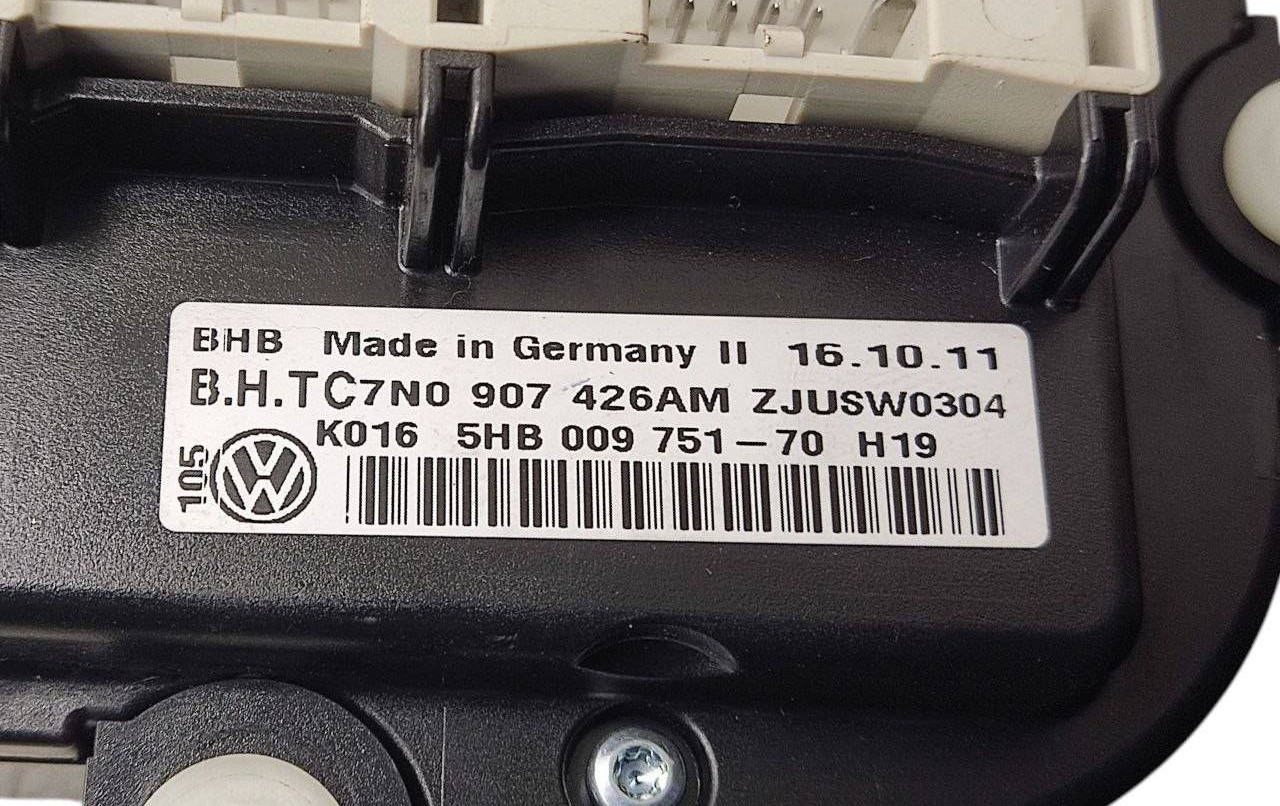 BHB Made in Germany II 16.10.11
B.H.TC7N0 907 426AM ZJUSW0304
K016 5HB 009 751-70 H19
105